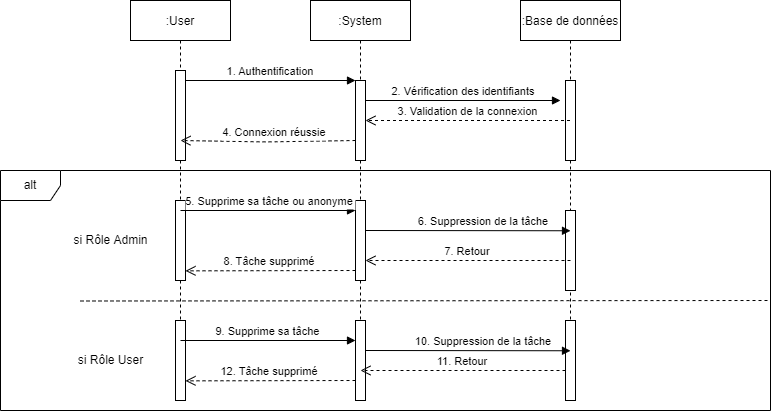 :User
:System
:Base de données
1. Authentification
2. Vérification des identifiants
3. Validation de la connexion
4. Connexion réussie
alt
5. Supprime sa tâche ou anonyme
6. Suppression de la tâche
si Rôle Admin
7. Retour
8. Tâche supprimé
9. Supprime sa tâche
10. Suppression de la tâche
si Rôle User
11. Retour
12. Tâche supprimé